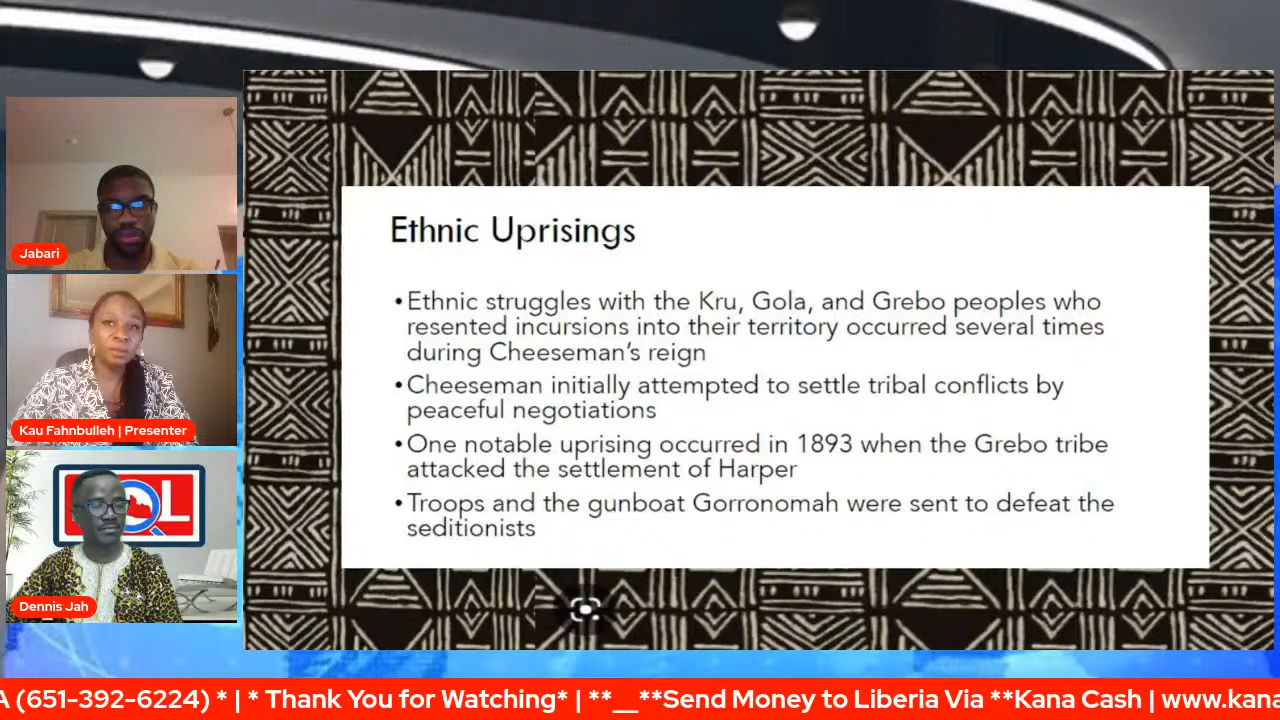 Jabari
Kau Fahnbulleh | Presenter
Dennis Jah
Ethnic Uprisings
•Ethnic struggles with the Kru, Gola, and Grebo peoples who
resented incursions into their territory occurred several times
during Cheeseman's reign
•Cheeseman initially attempted to settle tribal conflicts by
peaceful negotiations
•One notable uprising occurred in 1893 when the Grebo tribe
attacked the settlement of Harper
•Troops and the gunboat Gorronomah were sent to defeat the
seditionists
A (651-392-6224) * | * Thank You for Watching* | **__**Send Money to Liberia Via **Kana Cash | www.kana